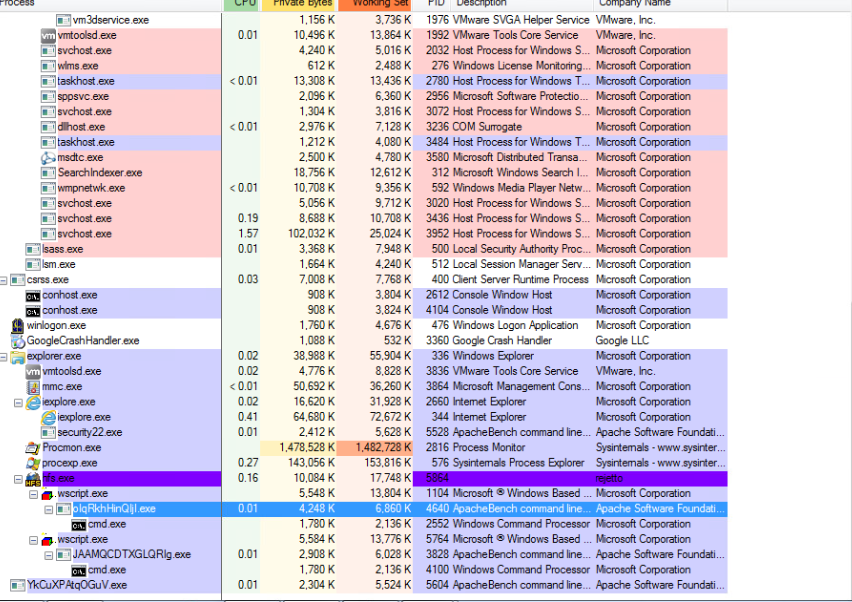 Process CPU Private Bytes Working Set PID Description Company Name
vm3dservice.exe 1,156 K 3,736 K 1976 VMware SVGA Helper Service VMware, Inc.
vmtoolsd.exe 0.01 10,496 K 13,864 K 1992 VMware Tools Core Service VMware, Inc.
svchost.exe 4,240 K 5,016 K 2032 Host Process for Windows S... Microsoft Corporation
wlms.exe 612 K 2,488 K 276 Windows License Monitoring... Microsoft Corporation
taskhost.exe < 0.01 13,308 K 13,436 K 2780 Host Process for Windows T... Microsoft Corporation
sppsvc.exe 2,096 K 6,360 K 2956 Microsoft Software Protectio... Microsoft Corporation
svchost.exe 1,304 K 3,816 K 3072 Host Process for Windows S... Microsoft Corporation
dllhost.exe < 0.01 2,976 K 7,128 K 3236 COM Surrogate Microsoft Corporation
taskhost.exe 1,212 K 4,080 K 3484 Host Process for Windows T... Microsoft Corporation
msdtc.exe 2,500 K 4,780 K 3580 Microsoft Distributed Transa... Microsoft Corporation
SearchIndexer.exe 18,756 K 12,612 K 312 Microsoft Windows Search I... Microsoft Corporation
wmpnetwk.exe < 0.01 10,708 K 9,356 K 592 Windows Media Player Netw... Microsoft Corporation
svchost.exe 5,056 K 9,712 K 3020 Host Process for Windows S... Microsoft Corporation
svchost.exe 0.19 8,688 K 10,708 K 3436 Host Process for Windows S... Microsoft Corporation
svchost.exe 1.57 102,032 K 25,024 K 3952 Host Process for Windows S... Microsoft Corporation
lsass.exe 0.01 3,368 K 7,948 K 500 Local Security Authority Proc... Microsoft Corporation
lsm.exe 1,664 K 4,240 K 512 Local Session Manager Serv... Microsoft Corporation
csrss.exe 0.03 7,008 K 7,768 K 400 Client Server Runtime Process Microsoft Corporation
conhost.exe 908 K 3,804 K 2612 Console Window Host Microsoft Corporation
conhost.exe 908 K 3,824 K 4104 Console Window Host Microsoft Corporation
winlogon.exe 1,760 K 4,676 K 476 Windows Logon Application Microsoft Corporation
GoogleCrashHandler.exe 1,088 K 532 K 3360 Google Crash Handler Google LLC
explorer.exe 0.02 38,988 K 55,904 K 336 Windows Explorer Microsoft Corporation
vmtoolsd.exe 0.02 4,776 K 8,828 K 3836 VMware Tools Core Service VMware, Inc.
mmc.exe < 0.01 50,692 K 36,260 K 3864 Microsoft Management Cons... Microsoft Corporation
iexplore.exe 0.02 16,620 K 31,928 K 2660 Internet Explorer Microsoft Corporation
iexplore.exe 0.41 64,680 K 72,672 K 344 Internet Explorer Microsoft Corporation
security22.exe 0.01 2,412 K 5,628 K 5528 ApacheBench command line... Apache Software Foundati...
Procmon.exe 1,478,528 K 1,482,728 K 2816 Process Monitor Sysinternals - www.sysinter...
procexp.exe 0.27 143,056 K 153,816 K 576 Sysinternals Process Explorer Sysinternals - www.sysinter...
hfs.exe 0.16 10,084 K 17,748 K 5864 rejetto
wscript.exe 5,548 K 13,804 K 1104 Microsoft ® Windows Based ... Microsoft Corporation
0.01 4,248 K 6,860 K 4640 ApacheBench command line... Apache Software Foundati...
cmd.exe 1,780 K 2,136 K 2552 Windows Command Processor Microsoft Corporation
wscript.exe 5,584 K 13,776 K 5764 Microsoft ® Windows Based ... Microsoft Corporation
JAAMQCDTXGLQRIg.exe 0.01 2,908 K 6,028 K 3828 ApacheBench command line... Apache Software Foundati...
cmd.exe 1,780 K 2,136 K 4100 Windows Command Processor Microsoft Corporation
YkCuXPAtqOGuV.exe 0.01 2,304 K 5,524 K 5604 ApacheBench command line... Apache Software Foundati...